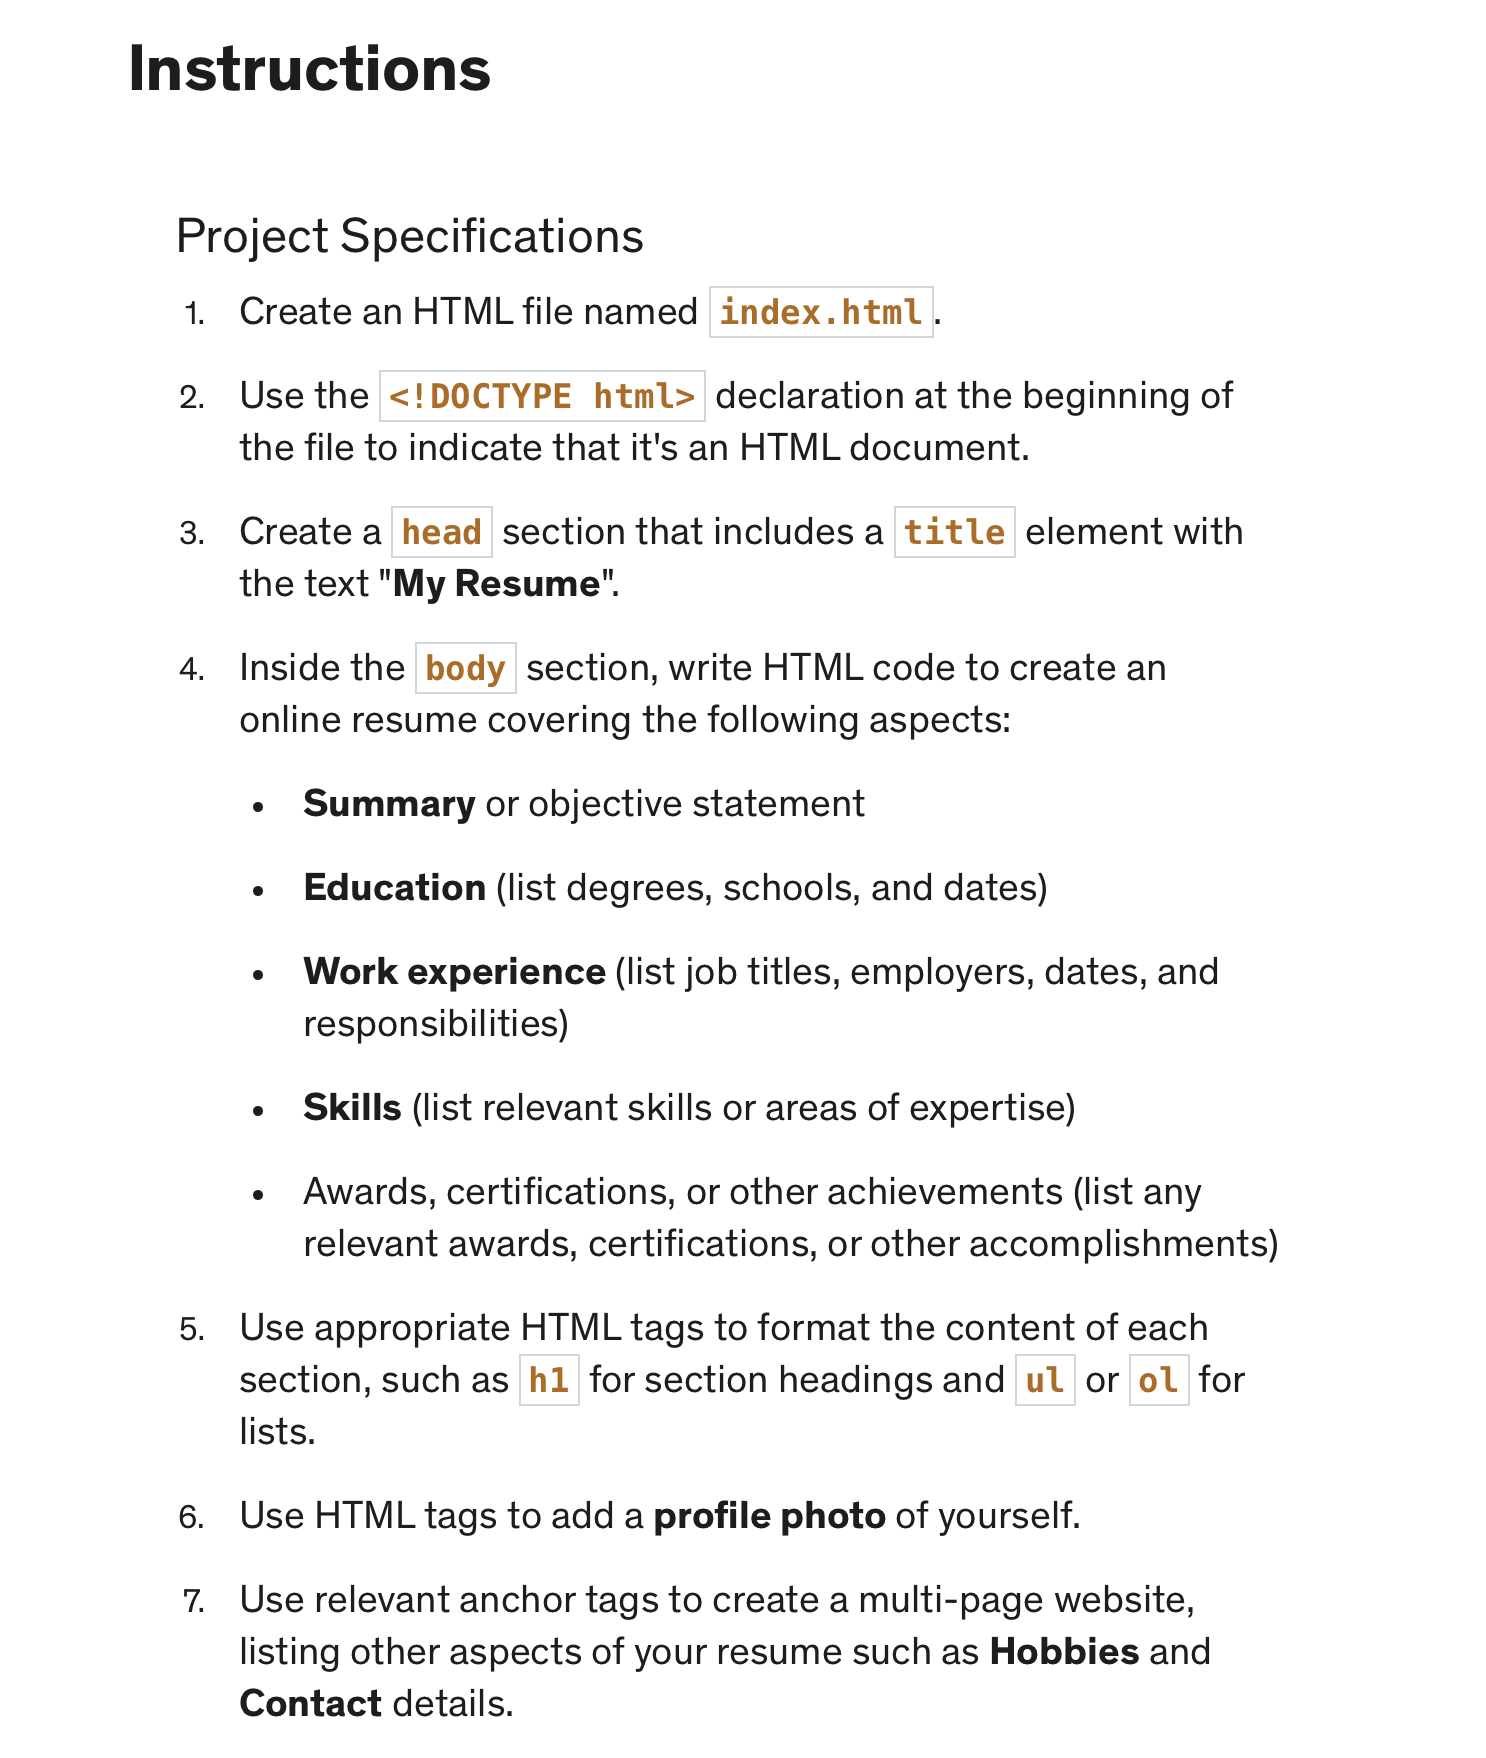 Instructions
Project Specifications
1. Create an HTML file named index.html.
2. Use the <!DOCTYPE html> declaration at the beginning of
the file to indicate that it's an HTML document.
3. Create a head section that includes a title element with
the text "My Resume".
4. Inside the body section, write HTML code to create an
online resume covering the following aspects:
• Summary or objective statement
• Education (list degrees, schools, and dates)
• Work experience (list job titles, employers, dates, and
responsibilities)
• Skills (list relevant skills or areas of expertise)
• Awards, certifications, or other achievements (list any
relevant awards, certifications, or other accomplishments)
5. Use appropriate HTML tags to format the content of each
section, such as h1 for section headings and ul or ol for
lists.
6. Use HTML tags to add a profile photo of yourself.
7. Use relevant anchor tags to create a multi-page website,
listing other aspects of your resume such as Hobbies and
Contact details.